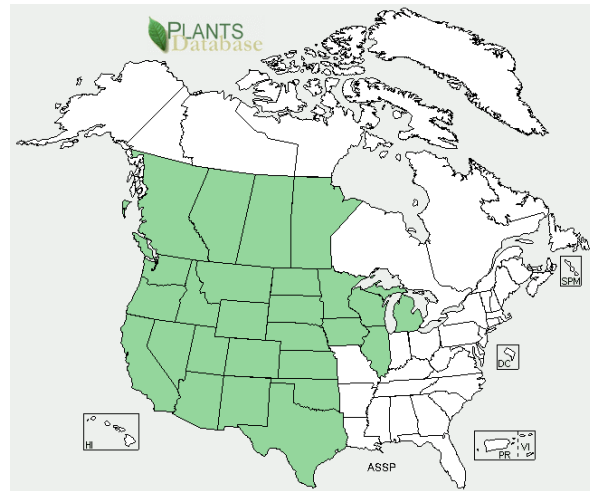 PLANTS
Database
SPM
DC
HI
PR
VI
ASSP